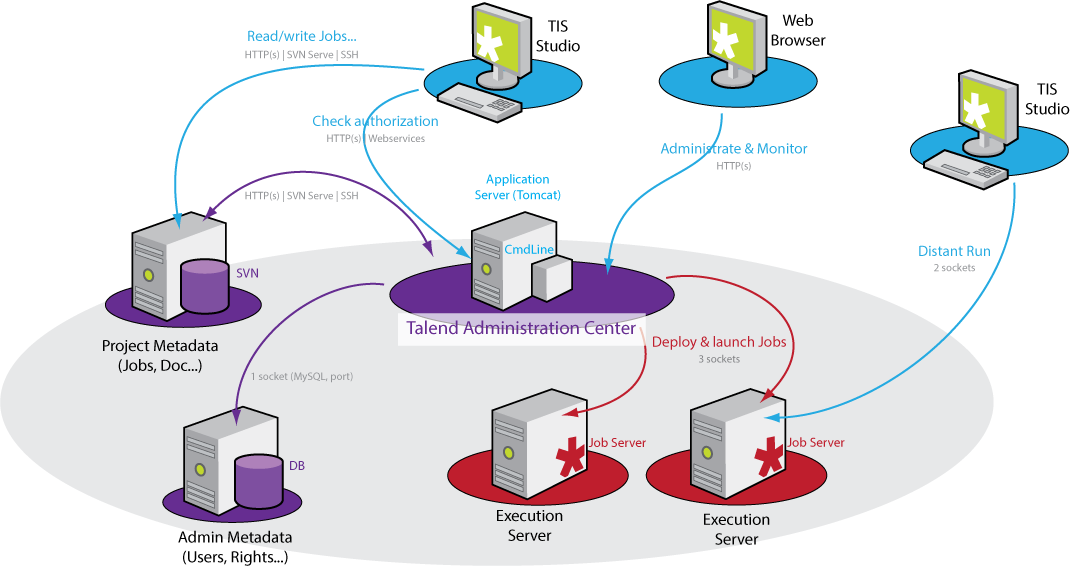 TIS
Studio
Web
Browser
TIS
Studio
Read/write Jobs...
HTTP(s) | SVN Serve | SSH
Check authorization
HTTP(s) | Webservices
Administrate & Monitor
HTTP(s)
HTTP(s) | SVN Serve | SSH
Application
Server (Tomcat)
CmdLine
Distant Run
2 sockets
SVN
Talend Administration Center
Project Metadata
(Jobs, Doc...)
Deploy & launch Jobs
3 sockets
1 socket (MySQL, port)
Job Server
Job Server
DB
Execution
Server
Execution
Server
Admin Metadata
(Users, Rights...)